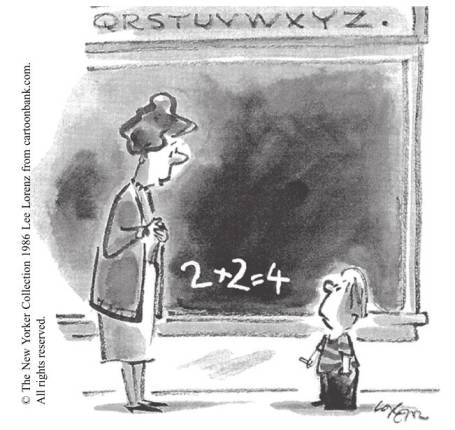 QRSTUVWXYZ.
2+2=4
© The New Yorker Collection 1986 Lee Lorenz from cartoonbank.com.
All rights reserved.